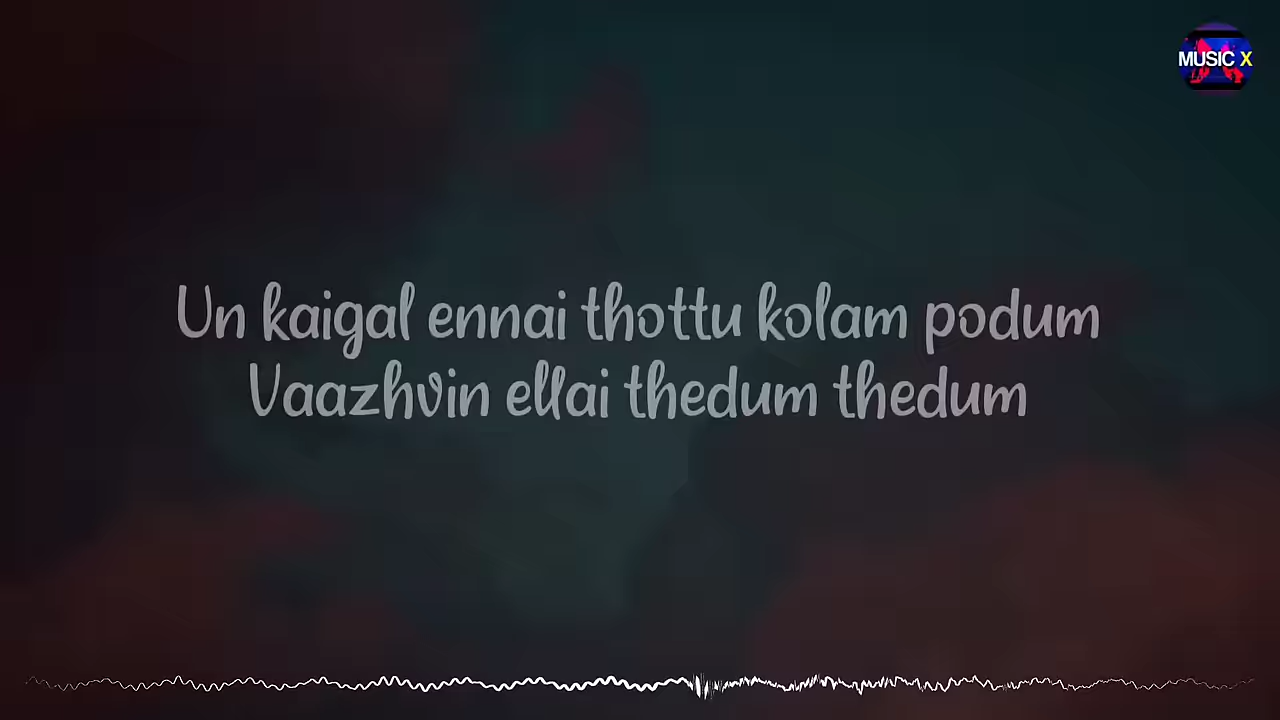 MUSIC X
Un kaigal ennai thottu kolam podum
Vaazhvin ellai thedum thedum